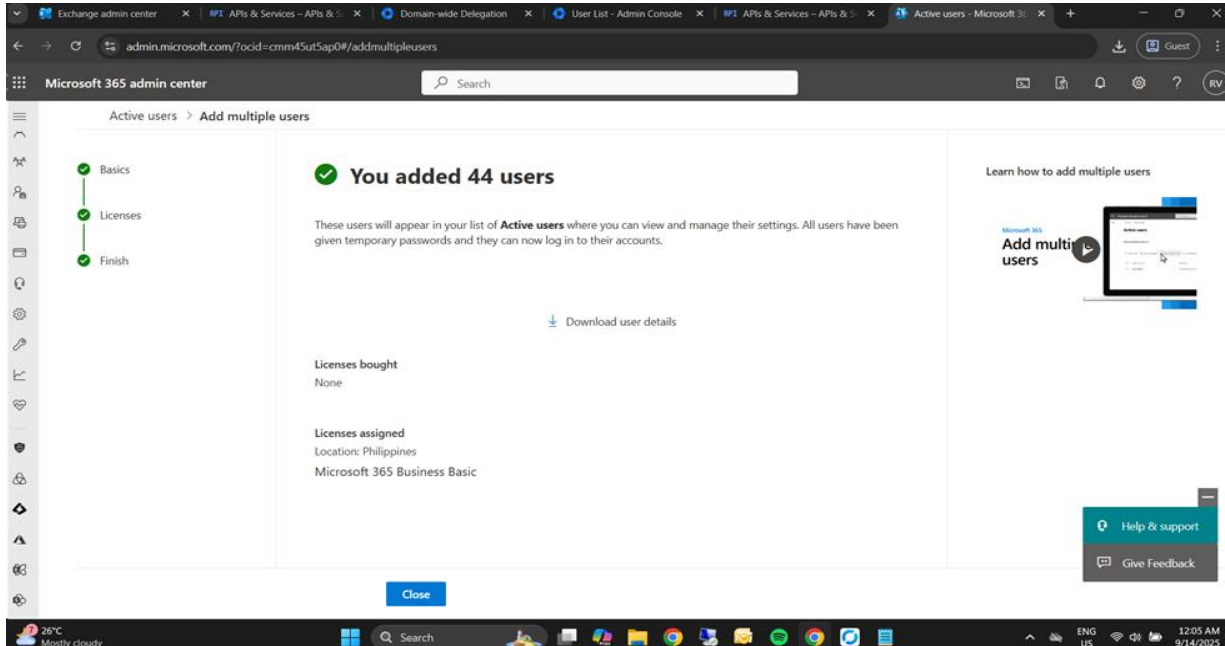 Exchange admin center
API APIs & Services – APIs & S
Domain-wide Delegation
User List - Admin Console
API APIs & Services – APIs & S
Active users - Microsoft 36
admin.microsoft.com/?ocid=cmm45ut5ap0#/addmultipleusers
Guest
Microsoft 365 admin center
Search
RV
Active users > Add multiple users
Basics
Licenses
Finish
You added 44 users
These users will appear in your list of Active users where you can view and manage their settings. All users have been
given temporary passwords and they can now log in to their accounts.
Download user details
Licenses bought
None
Licenses assigned
Location: Philippines
Microsoft 365 Business Basic
Close
Learn how to add multiple users
Microsoft 365
Add multip
users
Help & support
Give Feedback
26°C
Mostly cloudy
Search
ENG
US
12:05 AM
9/14/2025